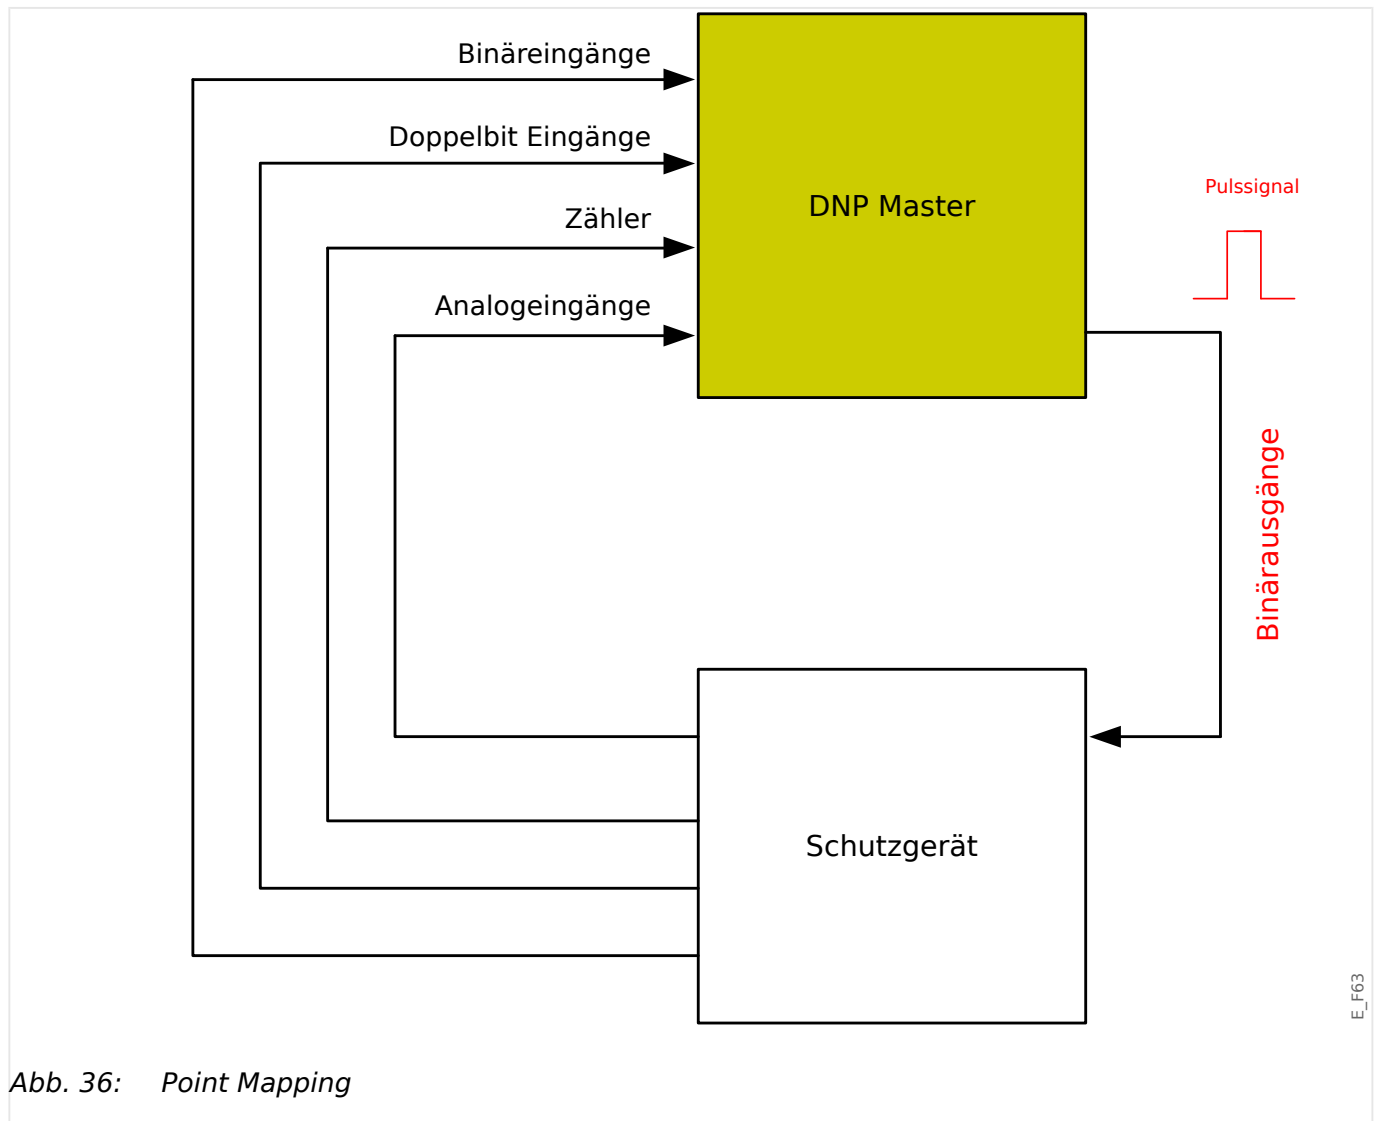 Binäreingänge
Doppelbit Eingänge
Zähler
Analogeingänge
DNP Master
Pulssignal
Binärausgänge
Schutzgerät
E_F63
Abb. 36: Point Mapping